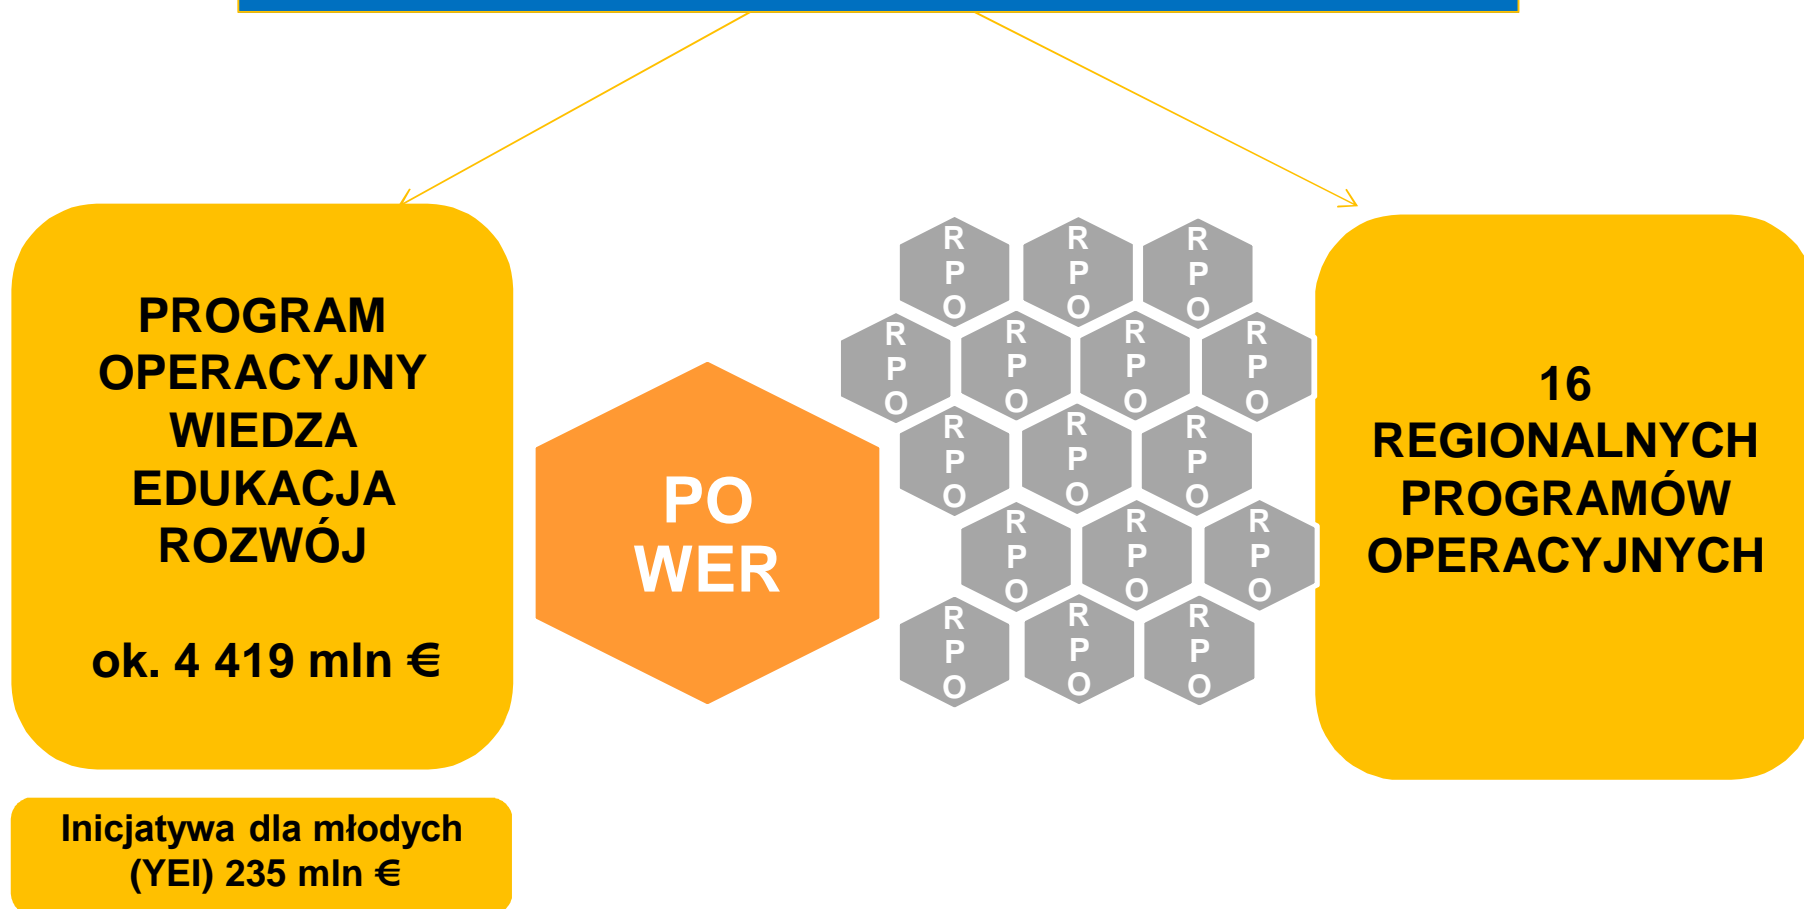 PROGRAM
OPERACYJNY
WIEDZA
EDUKACJA
ROZWÓJ
ok. 4 419 mln €
Inicjatywa dla młodych
(YEI) 235 mln €
PO
WER
R
P
O
R
P
O
R
P
O
R
P
O
R
P
O
R
P
O
R
P
O
R
P
O
R
P
O
R
P
O
R
P
O
R
P
O
R
P
O
R
P
O
R
P
O
R
P
O
16
REGIONALNYCH
PROGRAMÓW
OPERACYJNYCH